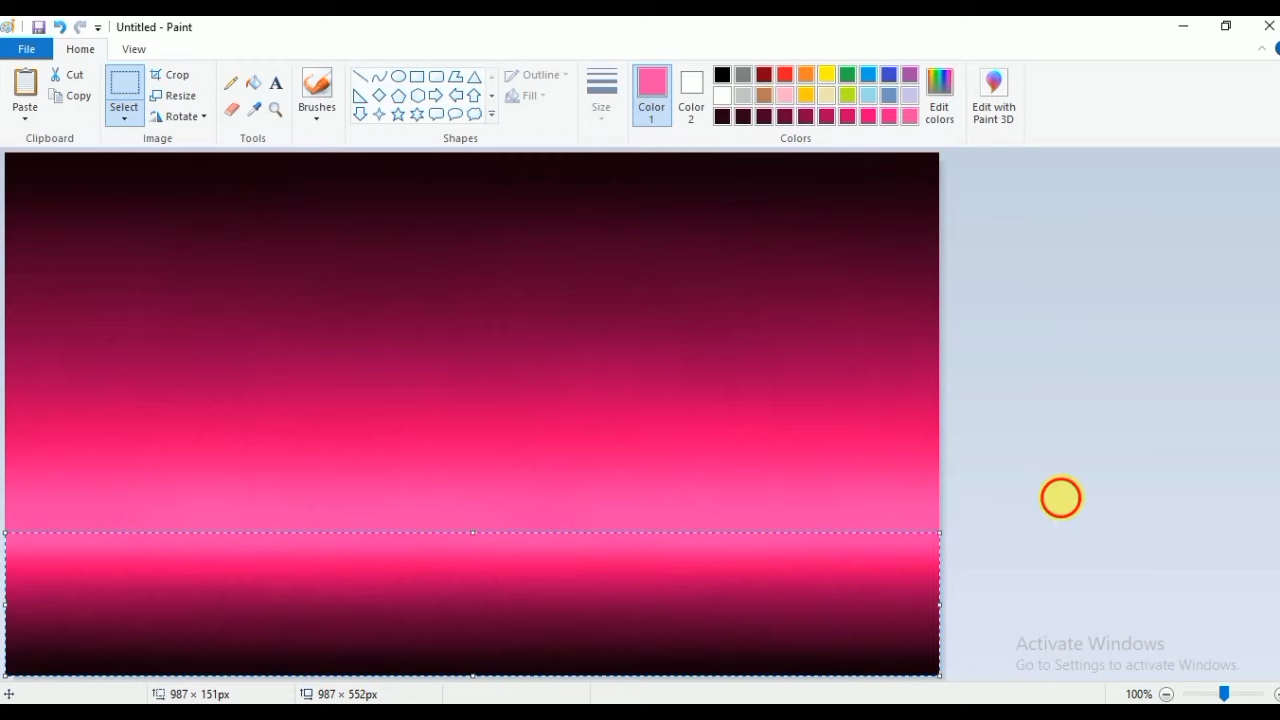 Untitled - Paint
File Home View
Paste
Cut
Copy
Clipboard
Select
Crop
Resize
Rotate
Image
A
Tools
Brushes
Outline
Fill
Shapes
Size
Color 1
Color 2
Edit colors
Colors
Edit with Paint 3D
Activate Windows
Go to Settings to activate Windows.
987 × 151px
987 × 552px
100%